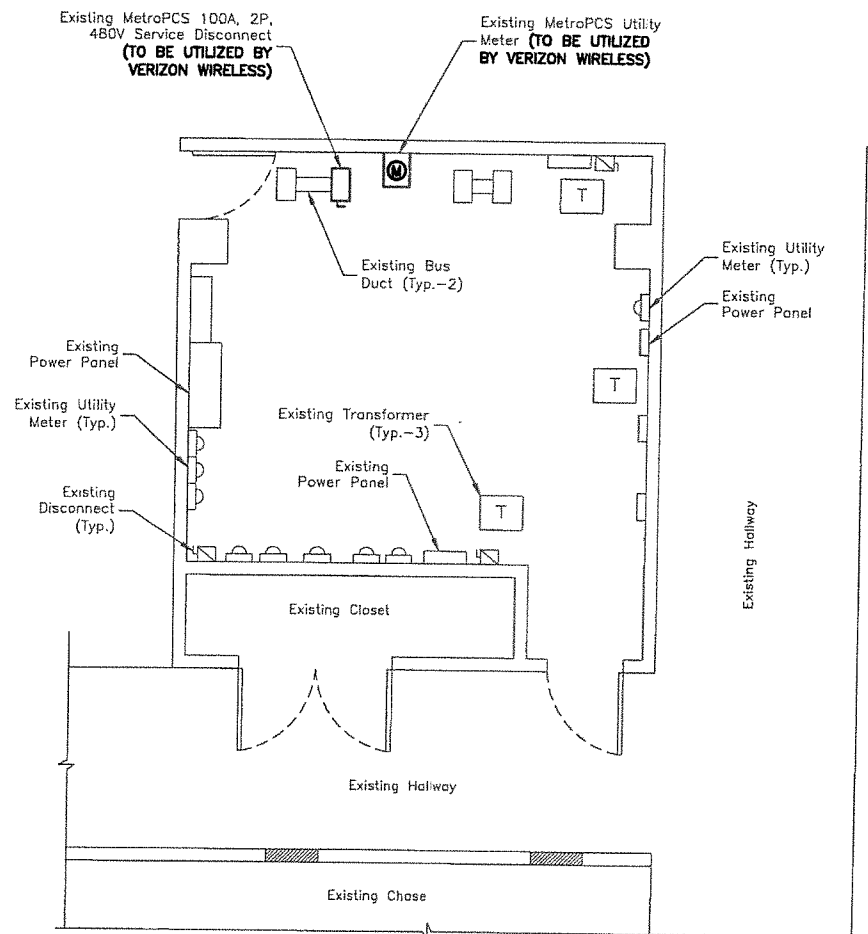 Existing MetroPCS 100A, 2P,
480V Service Disconnect
(TO BE UTILIZED BY
VERIZON WIRELESS)
Existing MetroPCS Utility
Meter (TO BE UTILIZED
BY VERIZON WIRELESS)
M
T
Existing Bus
Duct (Typ.-2)
Existing Utility
Meter (Typ.)
Existing
Power Panel
Existing
Power Panel
T
Existing Utility
Meter (Typ.)
Existing Transformer
(Typ.-3)
Existing
Power Panel
Existing
Disconnect
(Typ.)
T
Existing Hallway
Existing Closet
Existing Hallway
Existing Chase